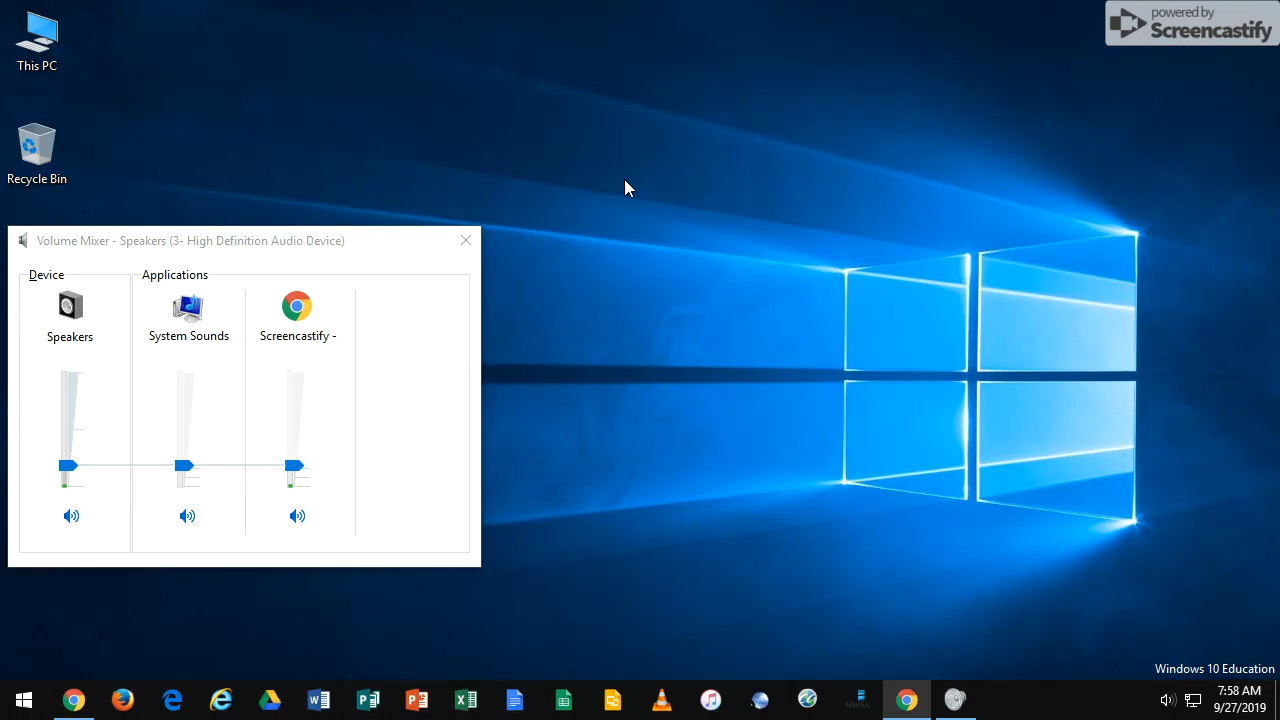 powered by
Screencastify
This PC
Recycle Bin
Volume Mixer - Speakers (3- High Definition Audio Device)
Device
Applications
Speakers
System Sounds
Screencastify -
Windows 10 Education
NWEA
7:58 AM
9/27/2019